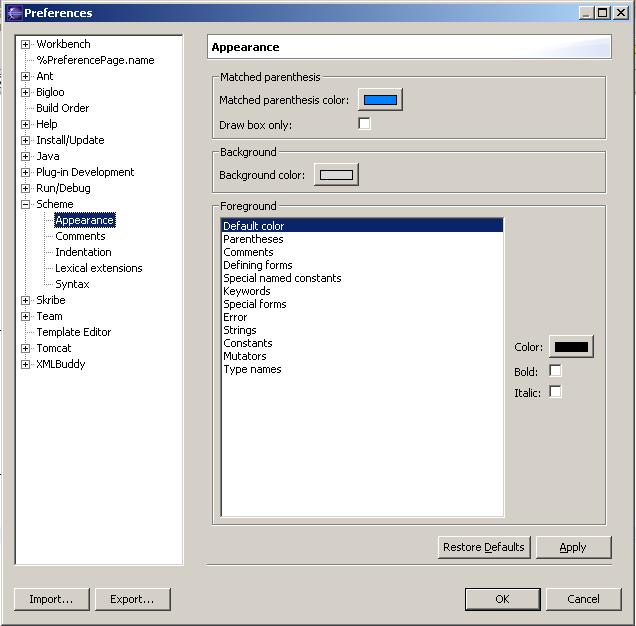 Preferences
Workbench
%PreferencePage.name
Ant
Bigloo
Build Order
Help
Install/Update
Java
Plug-in Development
Run/Debug
Scheme
Appearance
Comments
Indentation
Lexical extensions
Syntax
Skribe
Team
Template Editor
Tomcat
XMLBuddy
Appearance
Matched parenthesis
Matched parenthesis color:
Draw box only:
Background
Background color:
Foreground
Default color
Parentheses
Comments
Defining forms
Special named constants
Keywords
Special forms
Error
Strings
Constants
Mutators
Type names
Color:
Bold:
Italic:
Restore Defaults
Apply
Import...
Export...
OK
Cancel